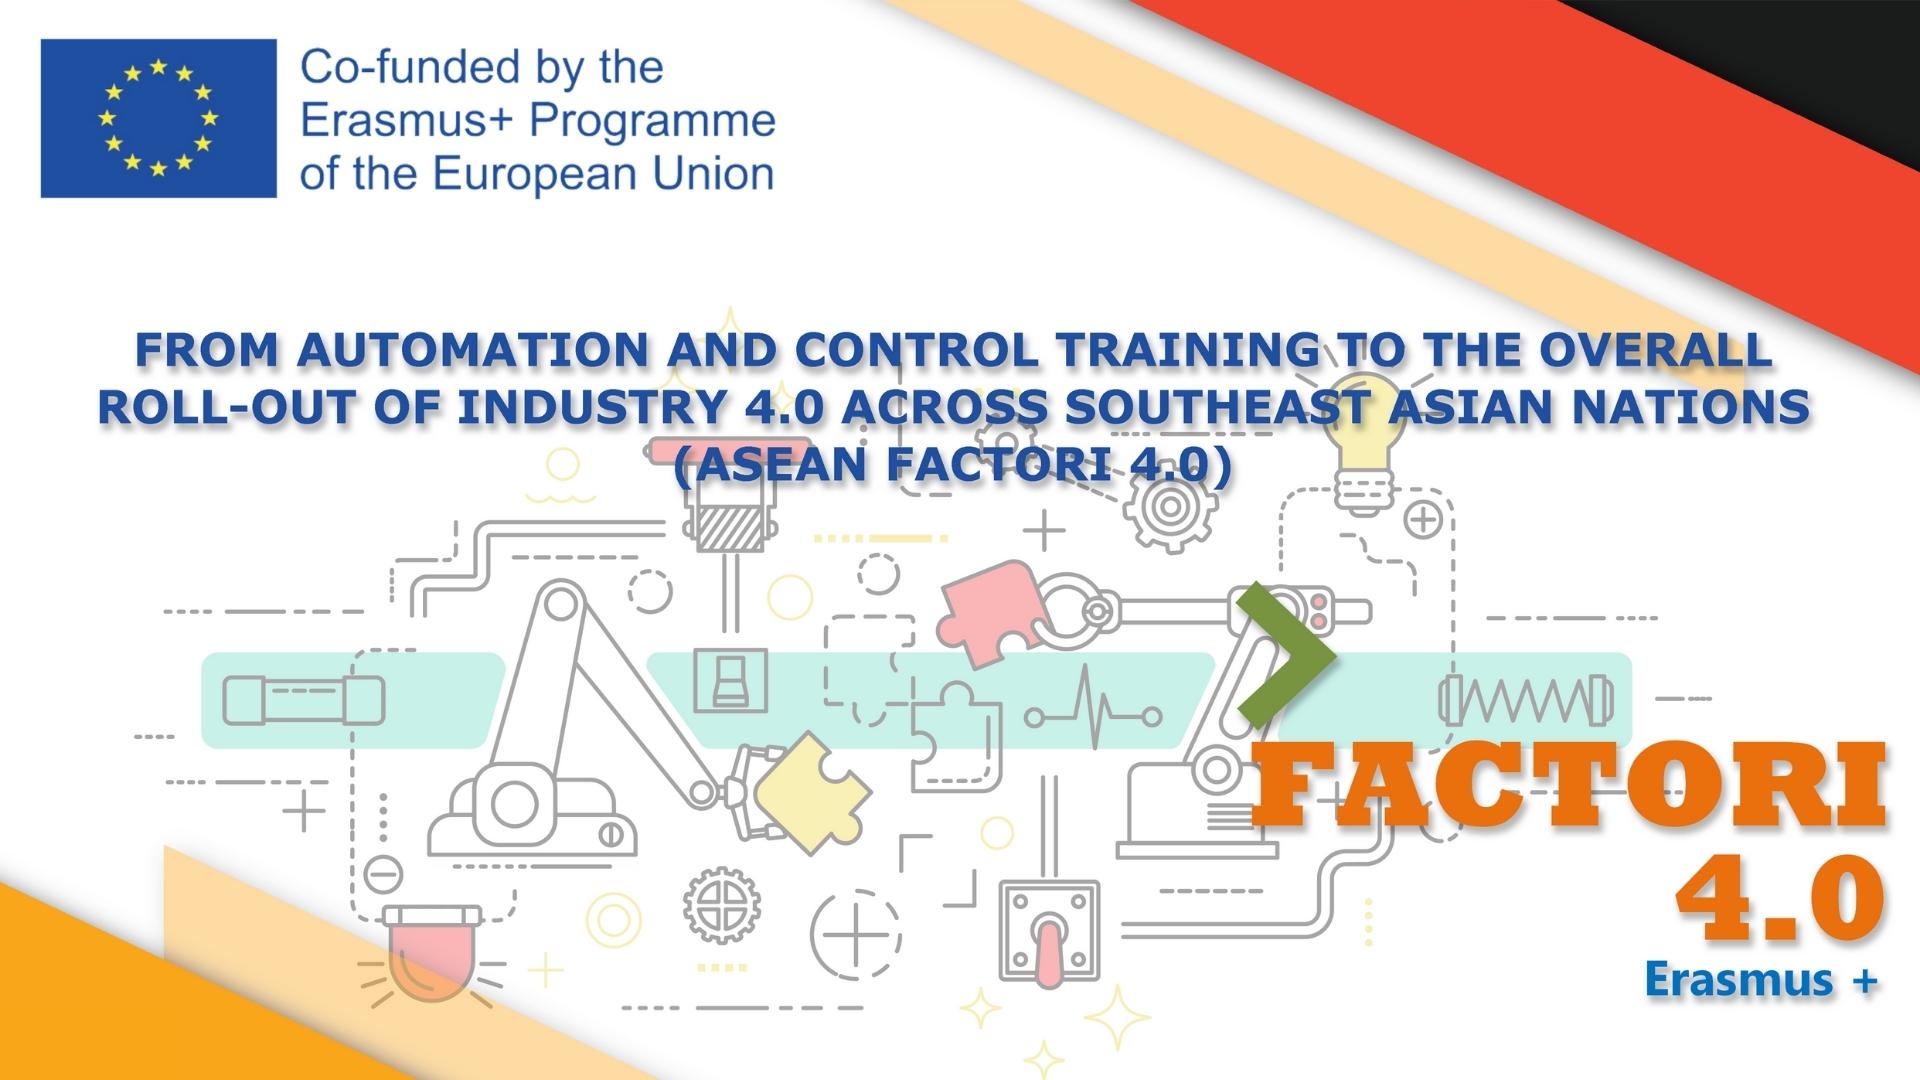 Co-funded by the
Erasmus+ Programme
of the European Union
FROM AUTOMATION AND CONTROL TRAINING TO THE OVERALL
ROLL-OUT OF INDUSTRY 4.0 ACROSS SOUTHEAST ASIAN NATIONS
(ASEAN FACTORI 4.0)
FACTORI
4.0
Erasmus +